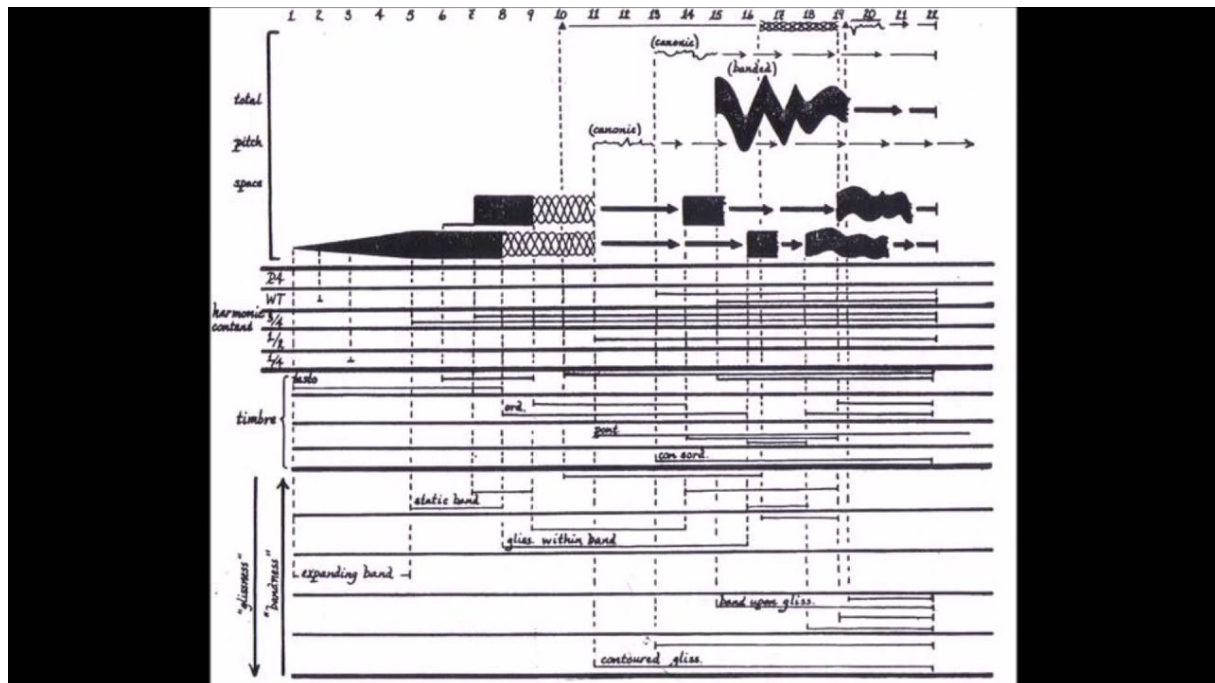 1 2 3 4 5 6 7 8 9 10 11 12 13 14 15 16 17 18 19 20 21 22
(canonic)
(banded)
total
(canonic)
pitch
space
P4
WT
harmonic
3/4
content
1/2
1/4
tasto
ord.
timbre
pont.
con sord.
static band
gliss. within band
expanding band
"glissness"
"bandness"
band upon gliss.
contoured gliss.